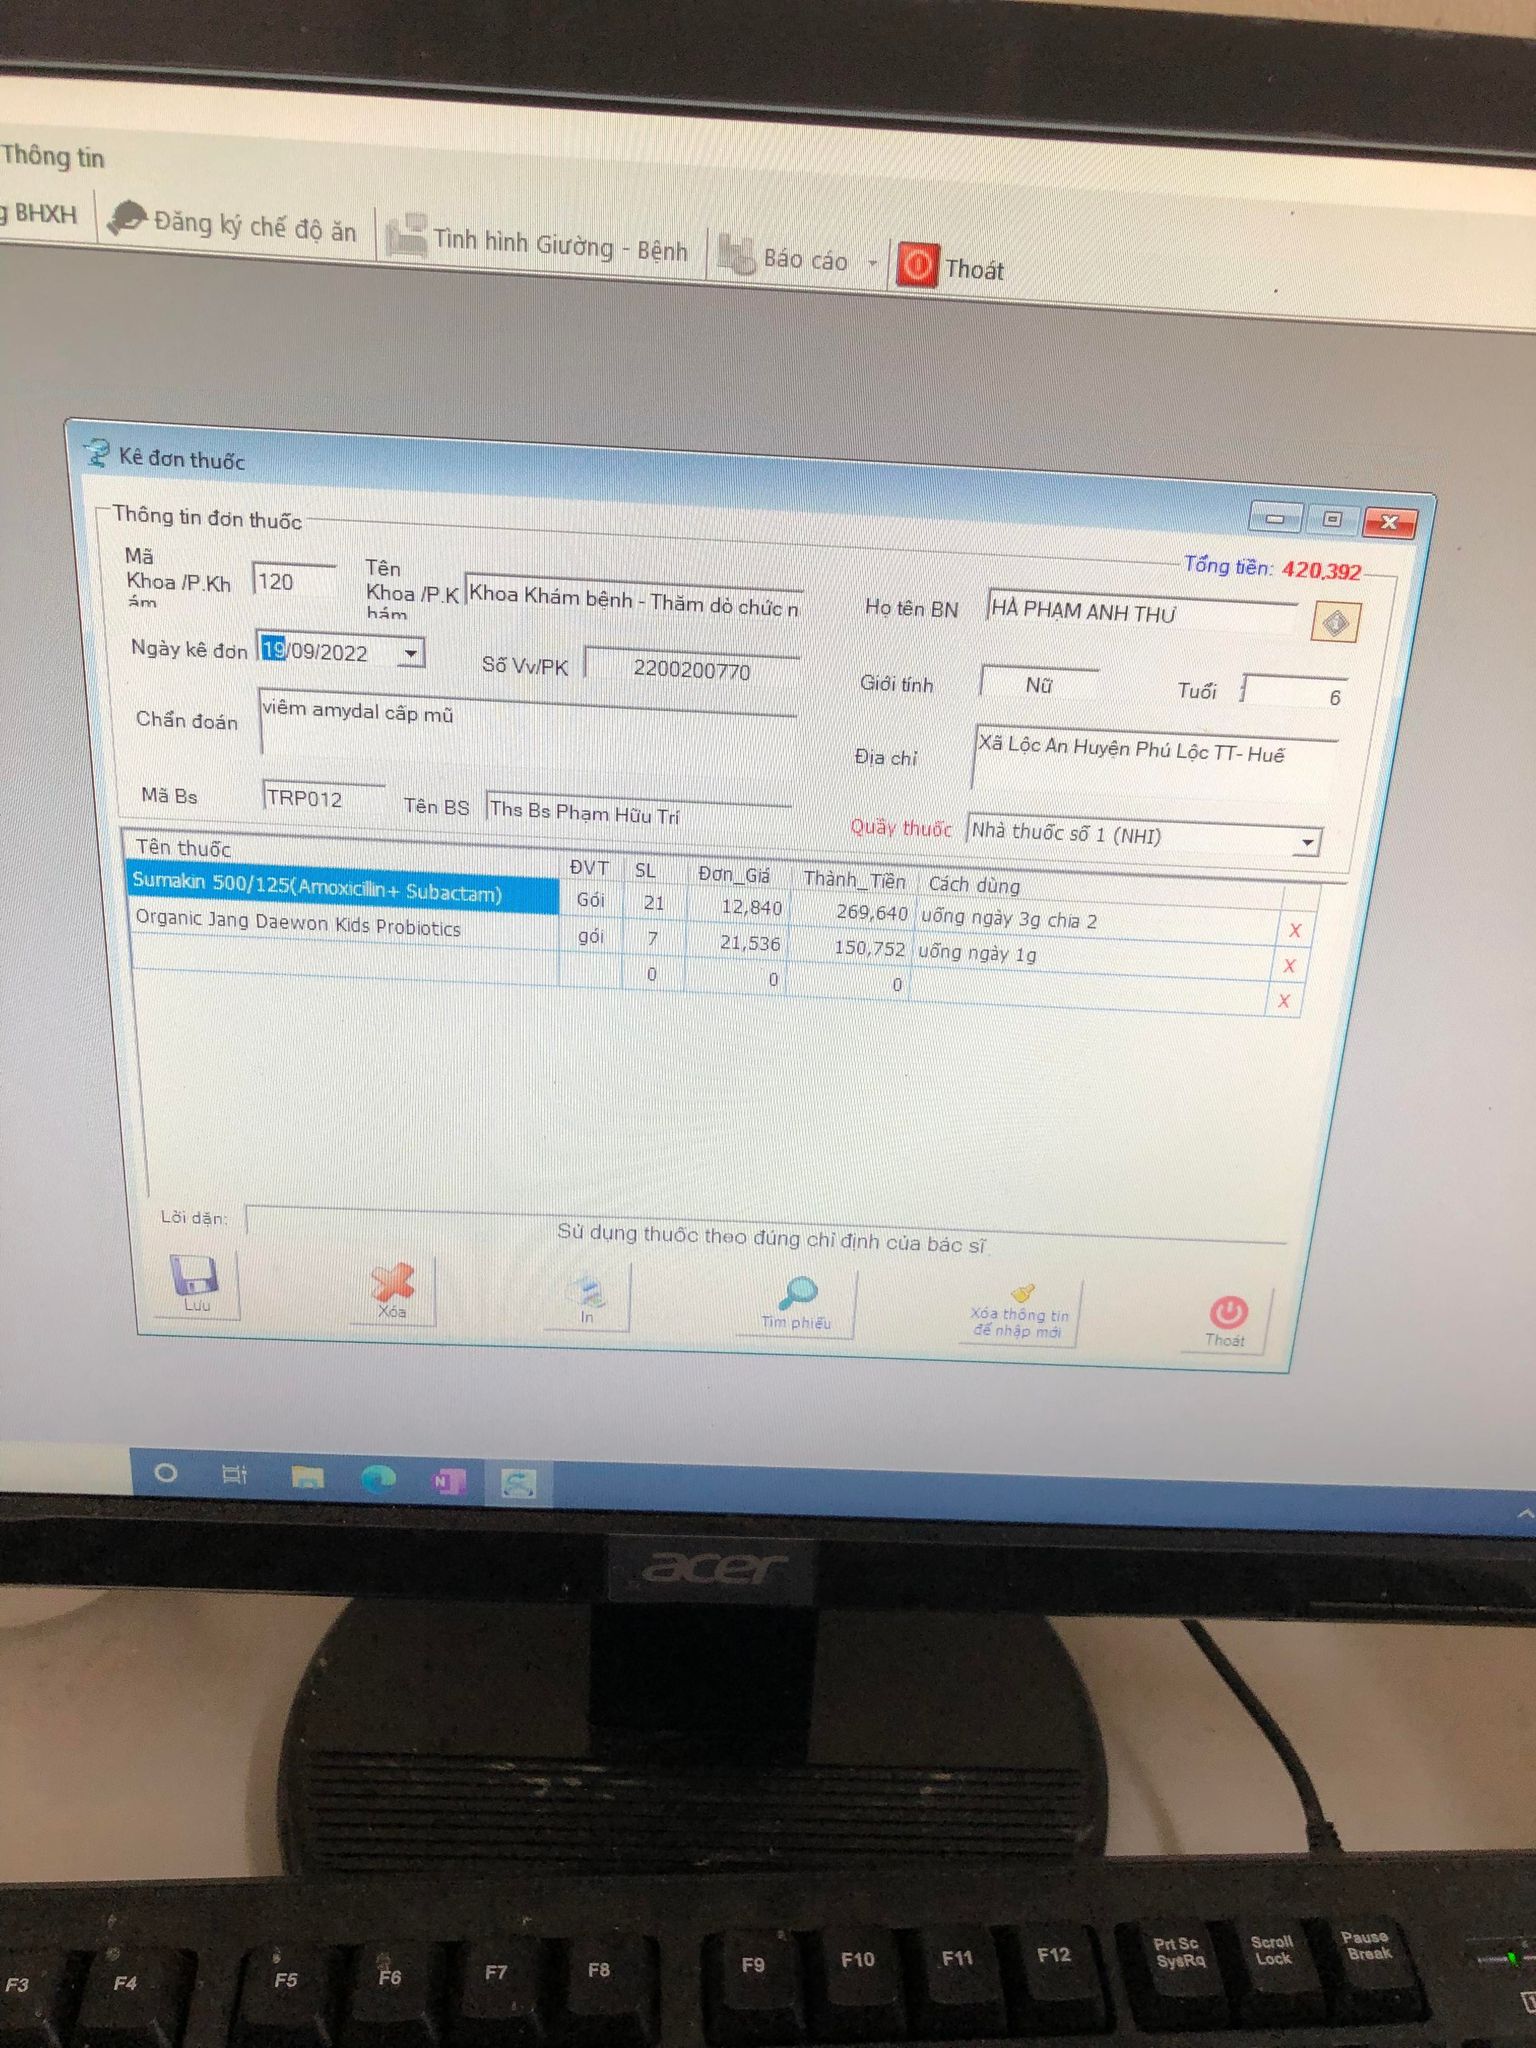 Thông tin
g BHXH Đăng ký chế độ ăn Tình hình Giường - Bệnh Báo cáo Thoát
Kê đơn thuốc
Thông tin đơn thuốc
Tổng tiền: 420,392
Mã Khoa /P.Khám 120 Tên Khoa /P.Khám Khoa Khám bệnh - Thăm dò chức n Họ tên BN HÀ PHẠM ANH THƯ
Ngày kê đơn 19/09/2022 Số Vv/PK 2200200770 Giới tính Nữ Tuổi 6
Chẩn đoán viêm amydal cấp mũ Địa chỉ Xã Lộc An Huyện Phú Lộc TT- Huế
Mã Bs TRP012 Tên BS Ths Bs Phạm Hữu Trí Quầy thuốc Nhà thuốc số 1 (NHI)
Tên thuốc ĐVT SL Đơn_Giá Thành_Tiền Cách dùng
Sumakin 500/125(Amoxicillin+ Subactam) Gói 21 12,840 269,640 uống ngày 3g chia 2 X
Organic Jang Daewon Kids Probiotics gói 7 21,536 150,752 uống ngày 1g X
0 0 0 X
Lời dặn: Sử dụng thuốc theo đúng chỉ định của bác sĩ
Lưu Xóa In Tìm phiếu Xóa thông tin để nhập mới Thoát
acer
F3 F4 F5 F6 F7 F8 F9 F10 F11 F12 Prt Sc SysRq Scroll Lock Pause Break